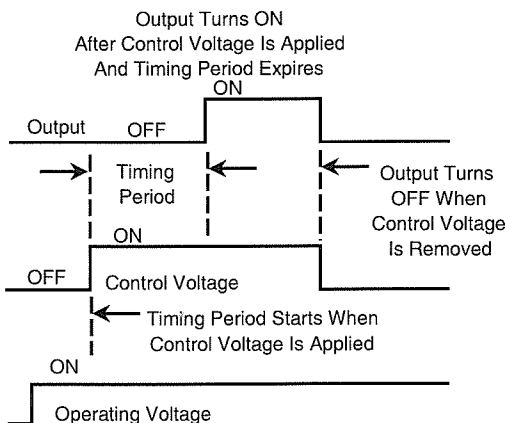 Output Turns ON
After Control Voltage Is Applied
And Timing Period Expires
ON
Output OFF
Timing
Period
Output Turns
OFF When
Control Voltage
Is Removed
ON
OFF
Control Voltage
Timing Period Starts When
Control Voltage Is Applied
ON
Operating Voltage